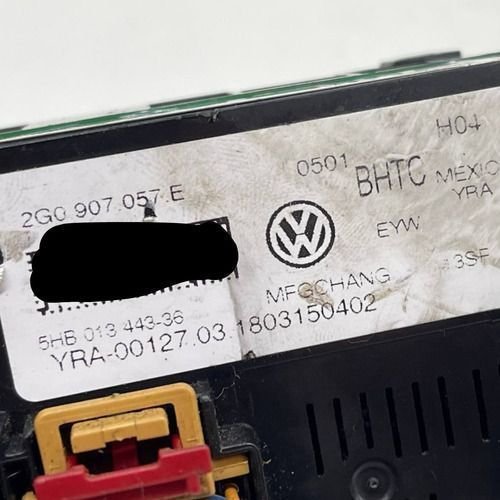 H04
0501 BHTC MEXICO
YRA
2G0 907 057 E
EYW
3SF
MFGCHANG
5HB 013 443-36
YRA-00127.03 1803150402